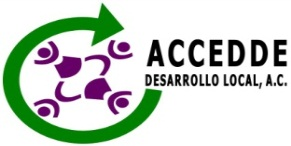 ACCEDDE
DESARROLLO LOCAL, A.C.